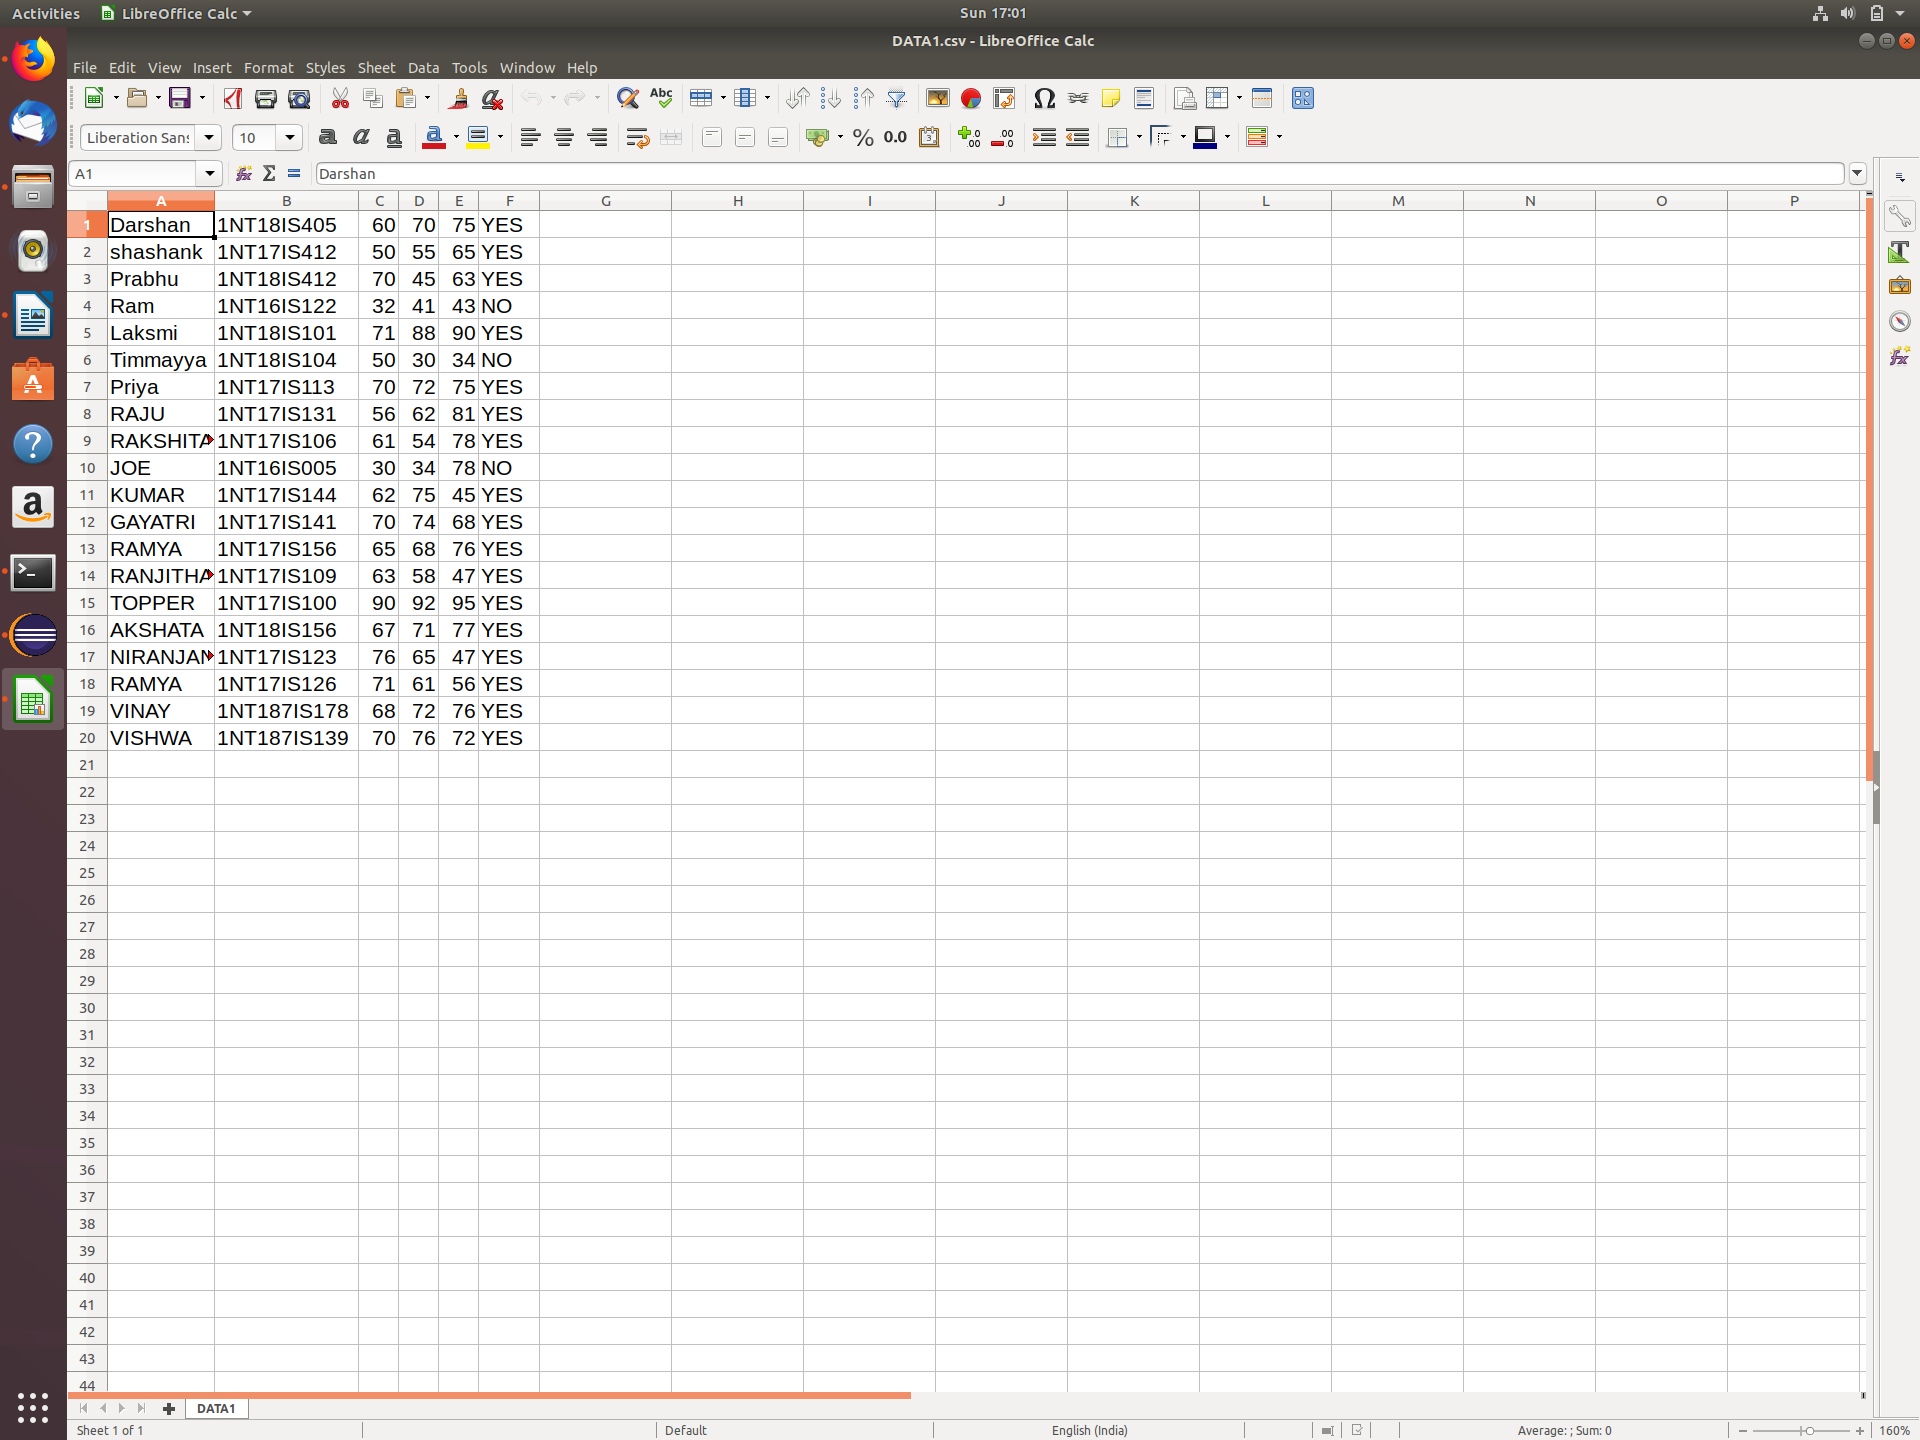 Activities LibreOffice Calc Sun 17:01
DATA1.csv - LibreOffice Calc
File Edit View Insert Format Styles Sheet Data Tools Window Help
Liberation Sans 10
A1 Darshan
A B C D E F G H I J K L M N O P
1 Darshan 1NT18IS405 60 70 75 YES
2 shashank 1NT17IS412 50 55 65 YES
3 Prabhu 1NT18IS412 70 45 63 YES
4 Ram 1NT16IS122 32 41 43 NO
5 Laksmi 1NT18IS101 71 88 90 YES
6 Timmayya 1NT18IS104 50 30 34 NO
7 Priya 1NT17IS113 70 72 75 YES
8 RAJU 1NT17IS131 56 62 81 YES
9 RAKSHITA 1NT17IS106 61 54 78 YES
10 JOE 1NT16IS005 30 34 78 NO
11 KUMAR 1NT17IS144 62 75 45 YES
12 GAYATRI 1NT17IS141 70 74 68 YES
13 RAMYA 1NT17IS156 65 68 76 YES
14 RANJITHA 1NT17IS109 63 58 47 YES
15 TOPPER 1NT17IS100 90 92 95 YES
16 AKSHATA 1NT18IS156 67 71 77 YES
17 NIRANJAN 1NT17IS123 76 65 47 YES
18 RAMYA 1NT17IS126 71 61 56 YES
19 VINAY 1NT187IS178 68 72 76 YES
20 VISHWA 1NT187IS139 70 76 72 YES
21
22
23
24
25
26
27
28
29
30
31
32
33
34
35
36
37
38
39
40
41
42
43
44
DATA1
Sheet 1 of 1 Default English (India) Average: ; Sum: 0 160%